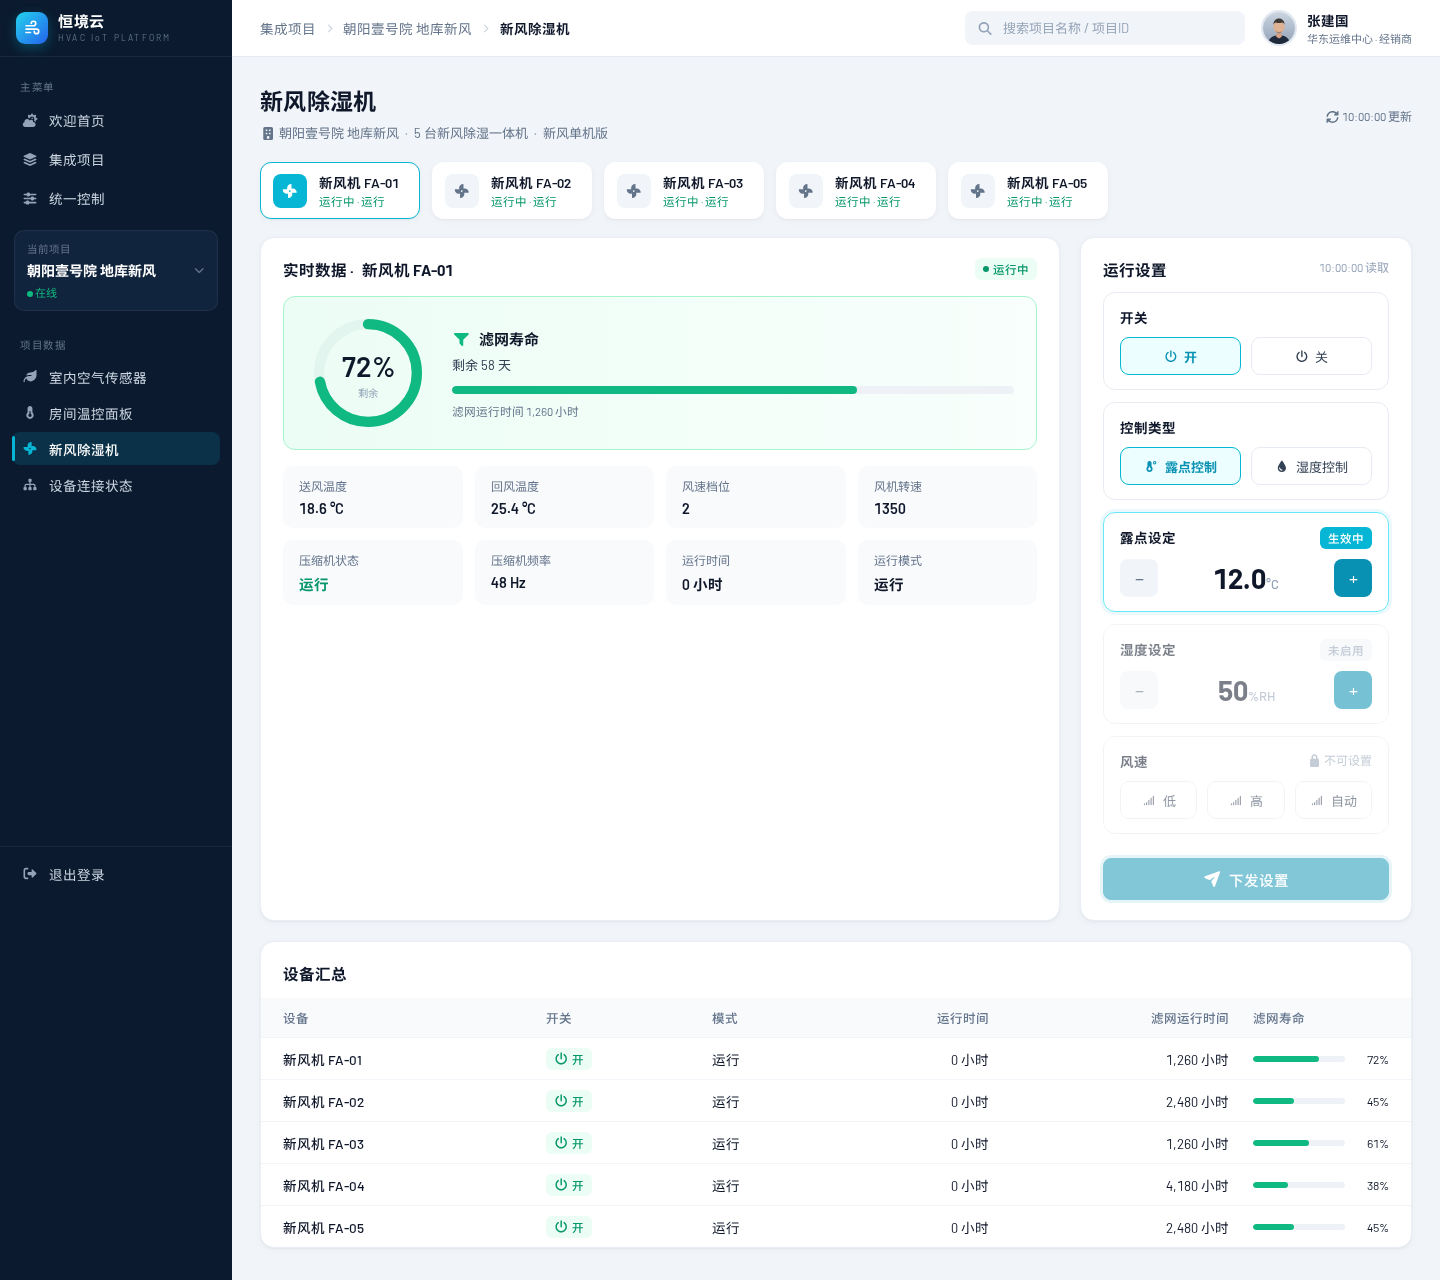 恒境云
HVAC IoT PLATFORM
主菜单
欢迎首页
集成项目
统一控制
当前项目
朝阳壹号院 地库新风
在线
项目数据
室内空气传感器
房间温控面板
新风除湿机
设备连接状态
退出登录
集成项目 朝阳壹号院 地库新风 新风除湿机
搜索项目名称 / 项目ID
张建国
华东运维中心 · 经销商
新风除湿机
朝阳壹号院 地库新风 · 5 台新风除湿一体机 · 新风单机版
10:00:00 更新
新风机 FA-01
运行中 · 运行
新风机 FA-02
运行中 · 运行
新风机 FA-03
运行中 · 运行
新风机 FA-04
运行中 · 运行
新风机 FA-05
运行中 · 运行
实时数据 · 新风机 FA-01
运行中
72%
剩余
滤网寿命
剩余 58 天
滤网运行时间 1,260 小时
送风温度
18.6 °C
回风温度
25.4 °C
风速档位
2
风机转速
1350
压缩机状态
运行
压缩机频率
48 Hz
运行时间
0 小时
运行模式
运行
运行设置
10:00:00 读取
开关
开
关
控制类型
露点控制
湿度控制
露点设定
生效中
−
12.0°C
+
湿度设定
未启用
−
50%RH
+
风速
不可设置
低
高
自动
下发设置
设备汇总
设备 开关 模式 运行时间 滤网运行时间 滤网寿命
新风机 FA-01 开 运行 0 小时 1,260 小时 72%
新风机 FA-02 开 运行 0 小时 2,480 小时 45%
新风机 FA-03 开 运行 0 小时 1,260 小时 61%
新风机 FA-04 开 运行 0 小时 4,180 小时 38%
新风机 FA-05 开 运行 0 小时 2,480 小时 45%